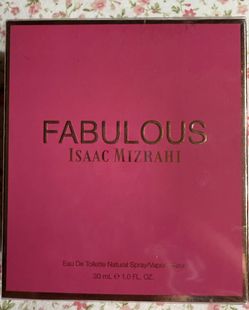 FABULOUS
ISAAC MIZRAHI
Eau De Toilette Natural Spray/Vaporisateur
30 mL ℮ 1.0 FL. OZ.